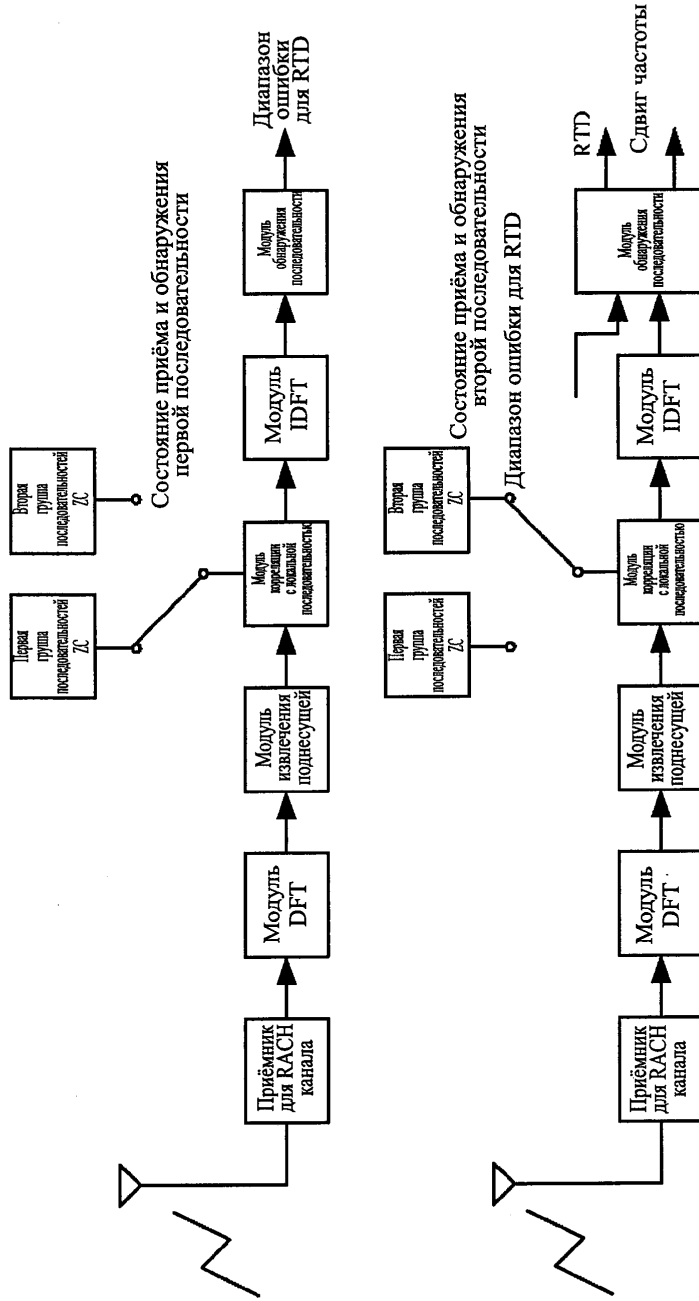 Первая
группа
последовательностей
ZC
Вторая
группа
последовательностей
ZC
Состояние приёма и обнаружения
первой последовательности
Приёмник
для RACH
канала
Модуль
DFT
Модуль
извлечения
поднесущей
Модуль
корреляции
с локальной
последовательностью
Модуль
IDFT
Модуль
обнаружения
последовательности
Диапазон
ошибки
для RTD
Первая
группа
последовательностей
ZC
Вторая
группа
последовательностей
ZC
Состояние приёма и обнаружения
второй последовательности
Диапазон ошибки для RTD
Приёмник
для RACH
канала
Модуль
DFT
Модуль
извлечения
поднесущей
Модуль
корреляции
с локальной
последовательностью
Модуль
IDFT
Модуль
обнаружения
последовательности
RTD
Сдвиг частоты